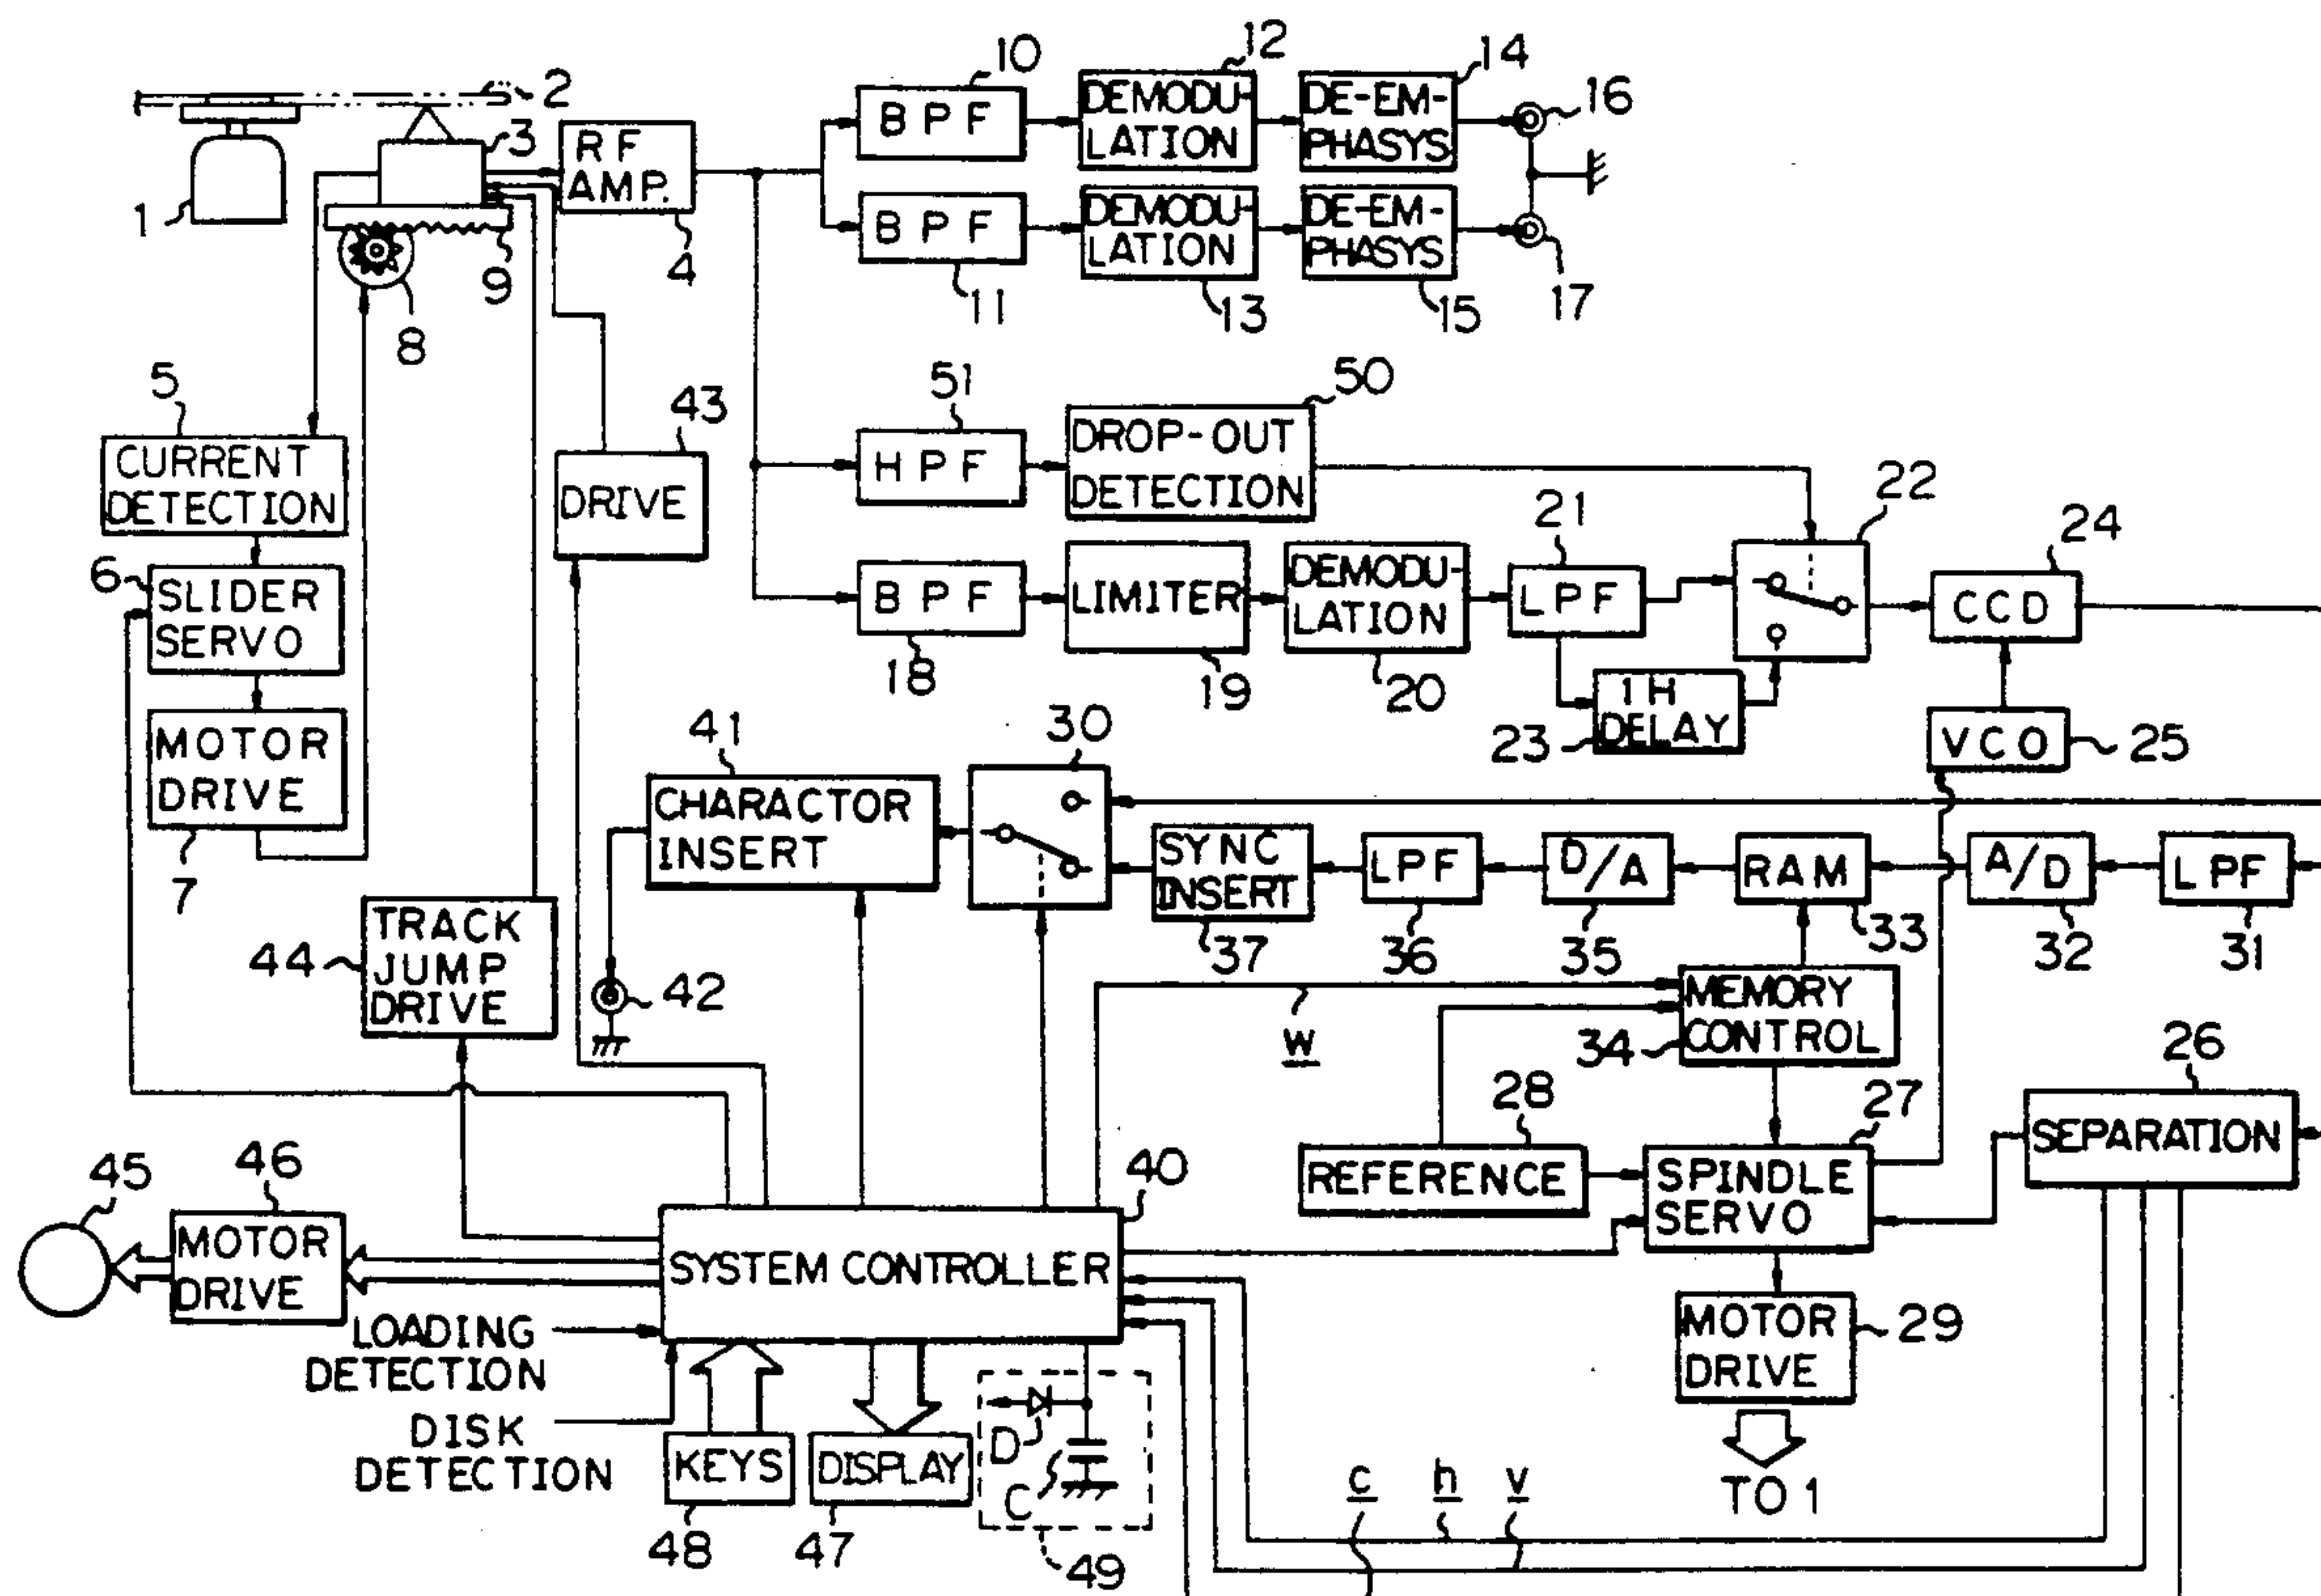 10
12
14
16
2
3
RF
AMP.
BPF
DEMODU-
LATION
DE-EM-
PHASYS
1
BPF
DEMODU-
LATION
DE-EM-
PHASYS
9
4
8
11
13
15
17
5
43
51
50
CURRENT
DETECTION
DRIVE
HPF
DROP-OUT
DETECTION
21
22
24
6
SLIDER
SERVO
BPF
LIMITER
DEMODU-
LATION
LPF
CCD
18
19
20
1H
DELAY
23
VCO
25
MOTOR
DRIVE
7
41
30
CHARACTOR
INSERT
SYNC
INSERT
LPF
D/A
RAM
A/D
LPF
37
36
35
33
32
31
44
TRACK
JUMP
DRIVE
42
w
MEMORY
CONTROL
34
28
27
26
REFERENCE
SPINDLE
SERVO
SEPARATION
45
46
40
MOTOR
DRIVE
SYSTEM CONTROLLER
LOADING
DETECTION
MOTOR
DRIVE
29
DISK
DETECTION
KEYS
DISPLAY
D
C
TO 1
48
47
49
c
h
v